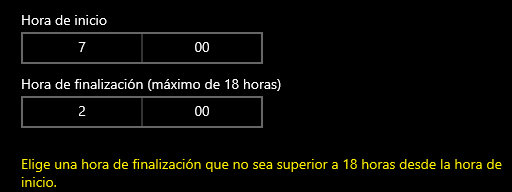 Hora de inicio
7 00
Hora de finalización (máximo de 18 horas)
2 00
Elige una hora de finalización que no sea superior a 18 horas desde la hora de
inicio.